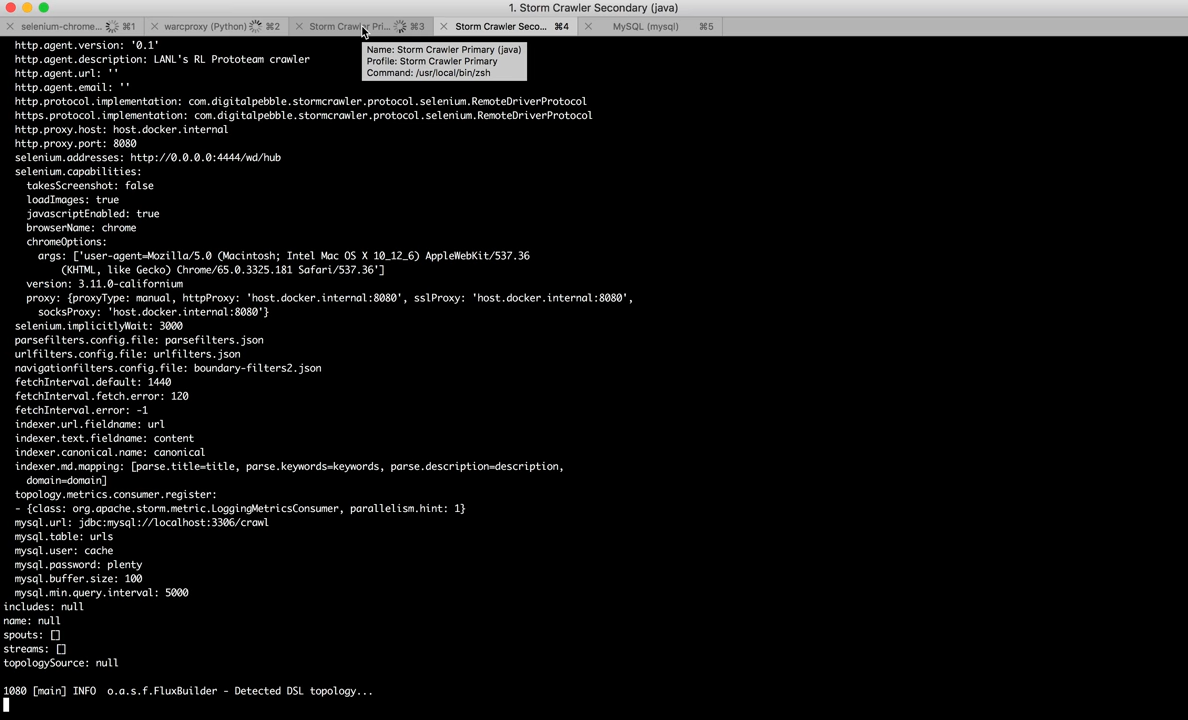 1. Storm Crawler Secondary (java)
selenium-chrome... ⌘1 warcproxy (Python) ⌘2 Storm Crawler Pri... ⌘3 Storm Crawler Seco... ⌘4 MySQL (mysql) ⌘5
Name: Storm Crawler Primary (java)
Profile: Storm Crawler Primary
Command: /usr/local/bin/zsh
http.agent.version: '0.1'
http.agent.description: LANL's RL Prototeam crawler
http.agent.url: ''
http.agent.email: ''
http.protocol.implementation: com.digitalpebble.stormcrawler.protocol.selenium.RemoteDriverProtocol
https.protocol.implementation: com.digitalpebble.stormcrawler.protocol.selenium.RemoteDriverProtocol
http.proxy.host: host.docker.internal
http.proxy.port: 8080
selenium.addresses: http://0.0.0.0:4444/wd/hub
selenium.capabilities:
takesScreenshot: false
loadImages: true
javascriptEnabled: true
browserName: chrome
chromeOptions:
args: ['user-agent=Mozilla/5.0 (Macintosh; Intel Mac OS X 10_12_6) AppleWebKit/537.36
(KHTML, like Gecko) Chrome/65.0.3325.181 Safari/537.36']
version: 3.11.0-californium
proxy: {proxyType: manual, httpProxy: 'host.docker.internal:8080', sslProxy: 'host.docker.internal:8080',
socksProxy: 'host.docker.internal:8080'}
selenium.implicitlyWait: 3000
parsefilters.config.file: parsefilters.json
urlfilters.config.file: urlfilters.json
navigationfilters.config.file: boundary-filters2.json
fetchInterval.default: 1440
fetchInterval.fetch.error: 120
fetchInterval.error: -1
indexer.url.fieldname: url
indexer.text.fieldname: content
indexer.canonical.name: canonical
indexer.md.mapping: [parse.title=title, parse.keywords=keywords, parse.description=description,
domain=domain]
topology.metrics.consumer.register:
- {class: org.apache.storm.metric.LoggingMetricsConsumer, parallelism.hint: 1}
mysql.url: jdbc:mysql://localhost:3306/crawl
mysql.table: urls
mysql.user: cache
mysql.password: plenty
mysql.buffer.size: 100
mysql.min.query.interval: 5000
includes: null
name: null
spouts: []
streams: []
topologySource: null
1080 [main] INFO  o.a.s.f.FluxBuilder - Detected DSL topology...